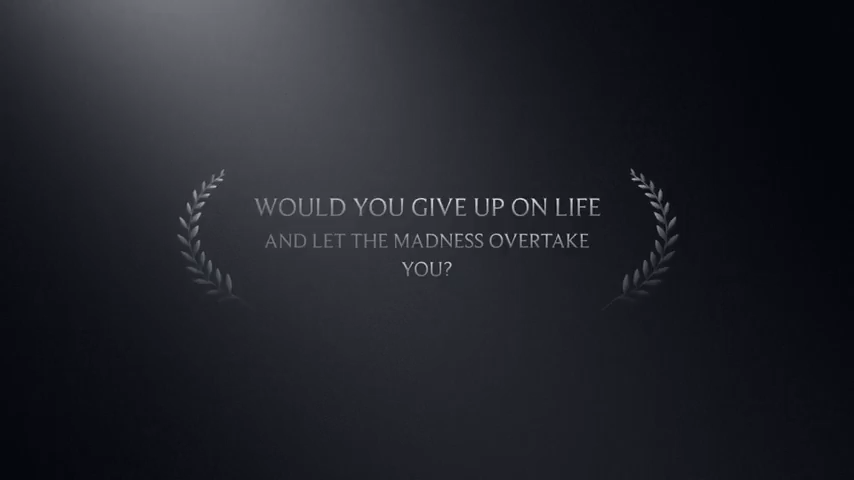 WOULD YOU GIVE UP ON LIFE
AND LET THE MADNESS OVERTAKE
YOU?